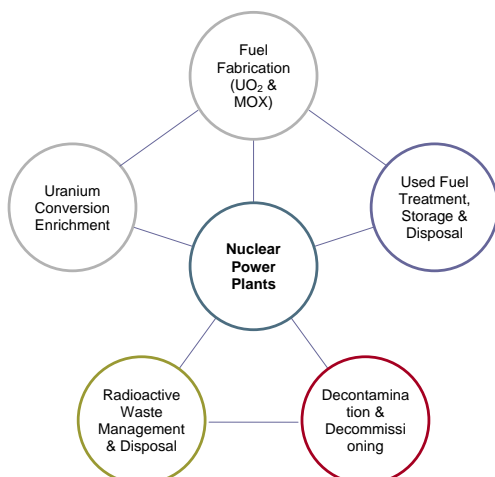 Fuel
Fabrication
(UO₂ &
MOX)
Uranium
Conversion
Enrichment
Used Fuel
Treatment,
Storage &
Disposal
Nuclear
Power
Plants
Radioactive
Waste
Management
& Disposal
Decontamina
tion &
Decommissi
oning